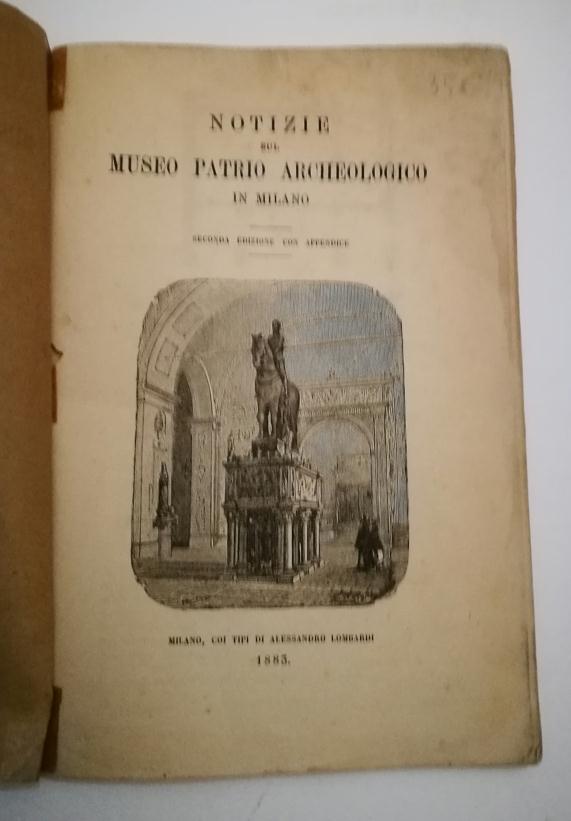 NOTIZIE
SUL
MUSEO PATRIO ARCHEOLOGICO
IN MILANO
SECONDA EDIZIONE CON APPENDICE
MILANO, COI TIPI DI ALESSANDRO LOMBARDI
1883.